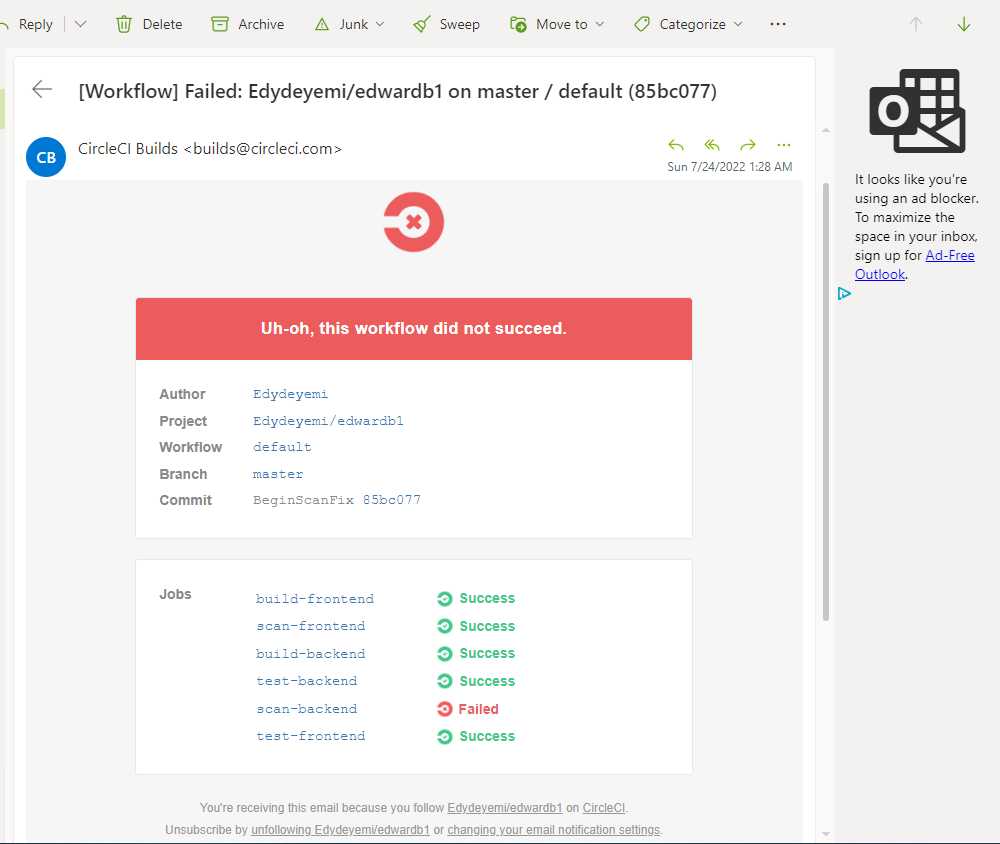 Reply
Delete
Archive
Junk
Sweep
Move to
Categorize
[Workflow] Failed: Edydeyemi/edwardb1 on master / default (85bc077)
CB
CircleCI Builds <builds@circleci.com>
Sun 7/24/2022 1:28 AM
Uh-oh, this workflow did not succeed.
Author Edydeyemi
Project Edydeyemi/edwardb1
Workflow default
Branch master
Commit BeginScanFix 85bc077
Jobs
build-frontend Success
scan-frontend Success
build-backend Success
test-backend Success
scan-backend Failed
test-frontend Success
You're receiving this email because you follow Edydeyemi/edwardb1 on CircleCI.
Unsubscribe by unfollowing Edydeyemi/edwardb1 or changing your email notification settings.
O
It looks like you're
using an ad blocker.
To maximize the
space in your inbox,
sign up for Ad-Free
Outlook.